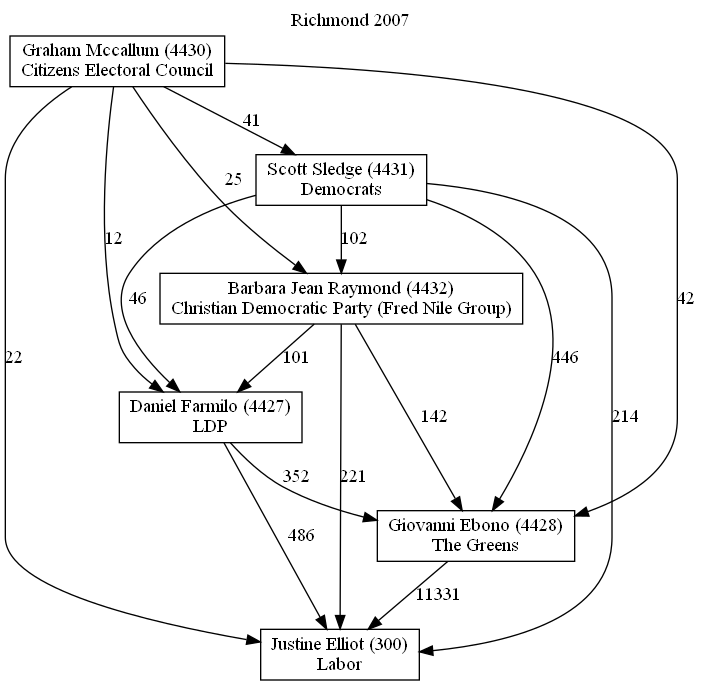 Richmond 2007
Graham Mccallum (4430)
Citizens Electoral Council
41
Scott Sledge (4431)
Democrats
25
12
102
46
42
Barbara Jean Raymond (4432)
Christian Democratic Party (Fred Nile Group)
22
101
446
Daniel Farmilo (4427)
LDP
142
214
352
221
Giovanni Ebono (4428)
The Greens
486
11331
Justine Elliot (300)
Labor